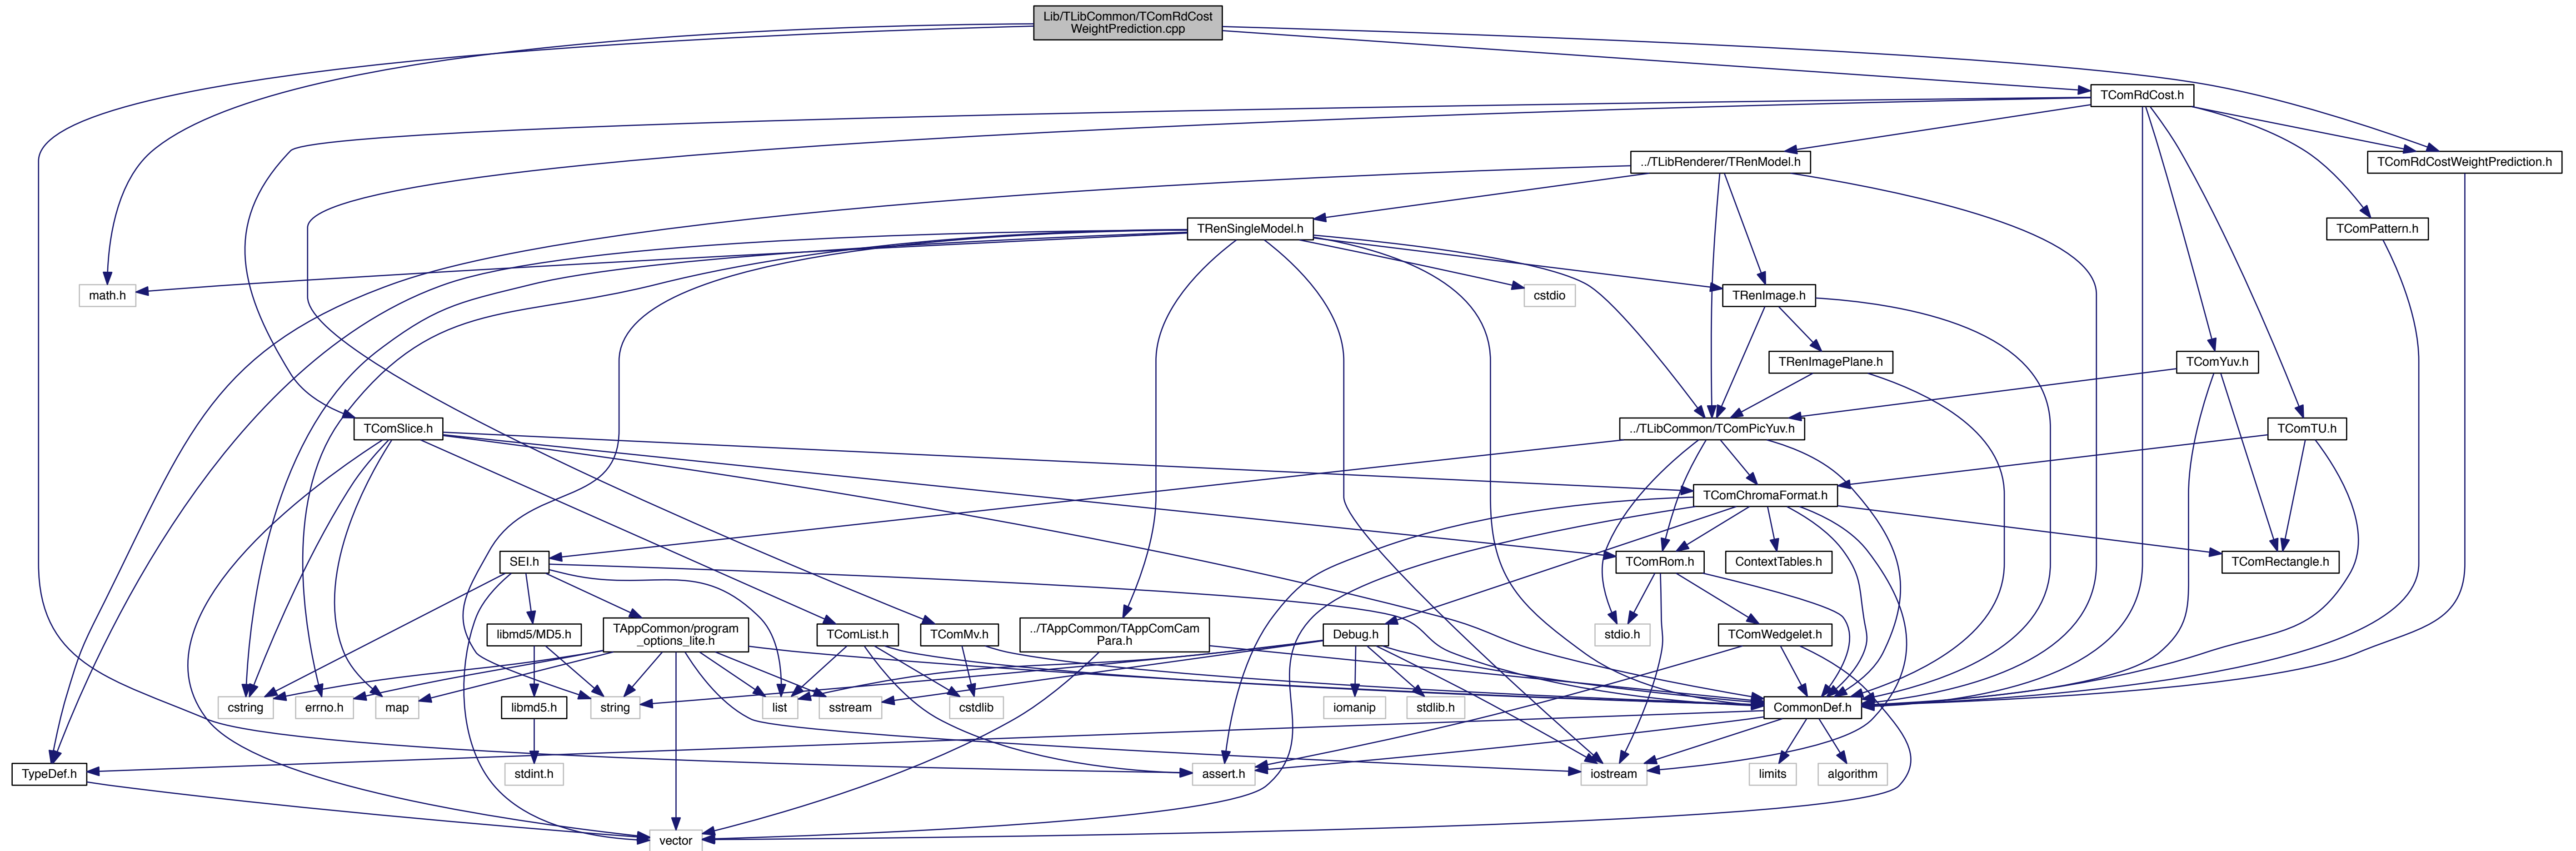 Lib/TLibCommon/TComRdCost
WeightPrediction.cpp
TComRdCost.h
../TLibRenderer/TRenModel.h
TComRdCostWeightPrediction.h
TRenSingleModel.h
TComPattern.h
math.h
cstdio
TRenImage.h
TRenImagePlane.h
TComYuv.h
TComSlice.h
../TLibCommon/TComPicYuv.h
TComTU.h
TComChromaFormat.h
SEI.h
TComRom.h
ContextTables.h
TComRectangle.h
libmd5/MD5.h
TAppCommon/program
_options_lite.h
TComList.h
TComMv.h
../TAppCommon/TAppComCam
Para.h
Debug.h
stdio.h
TComWedgelet.h
cstring
errno.h
map
libmd5.h
string
list
sstream
cstdlib
iomanip
stdlib.h
CommonDef.h
TypeDef.h
stdint.h
assert.h
iostream
limits
algorithm
vector